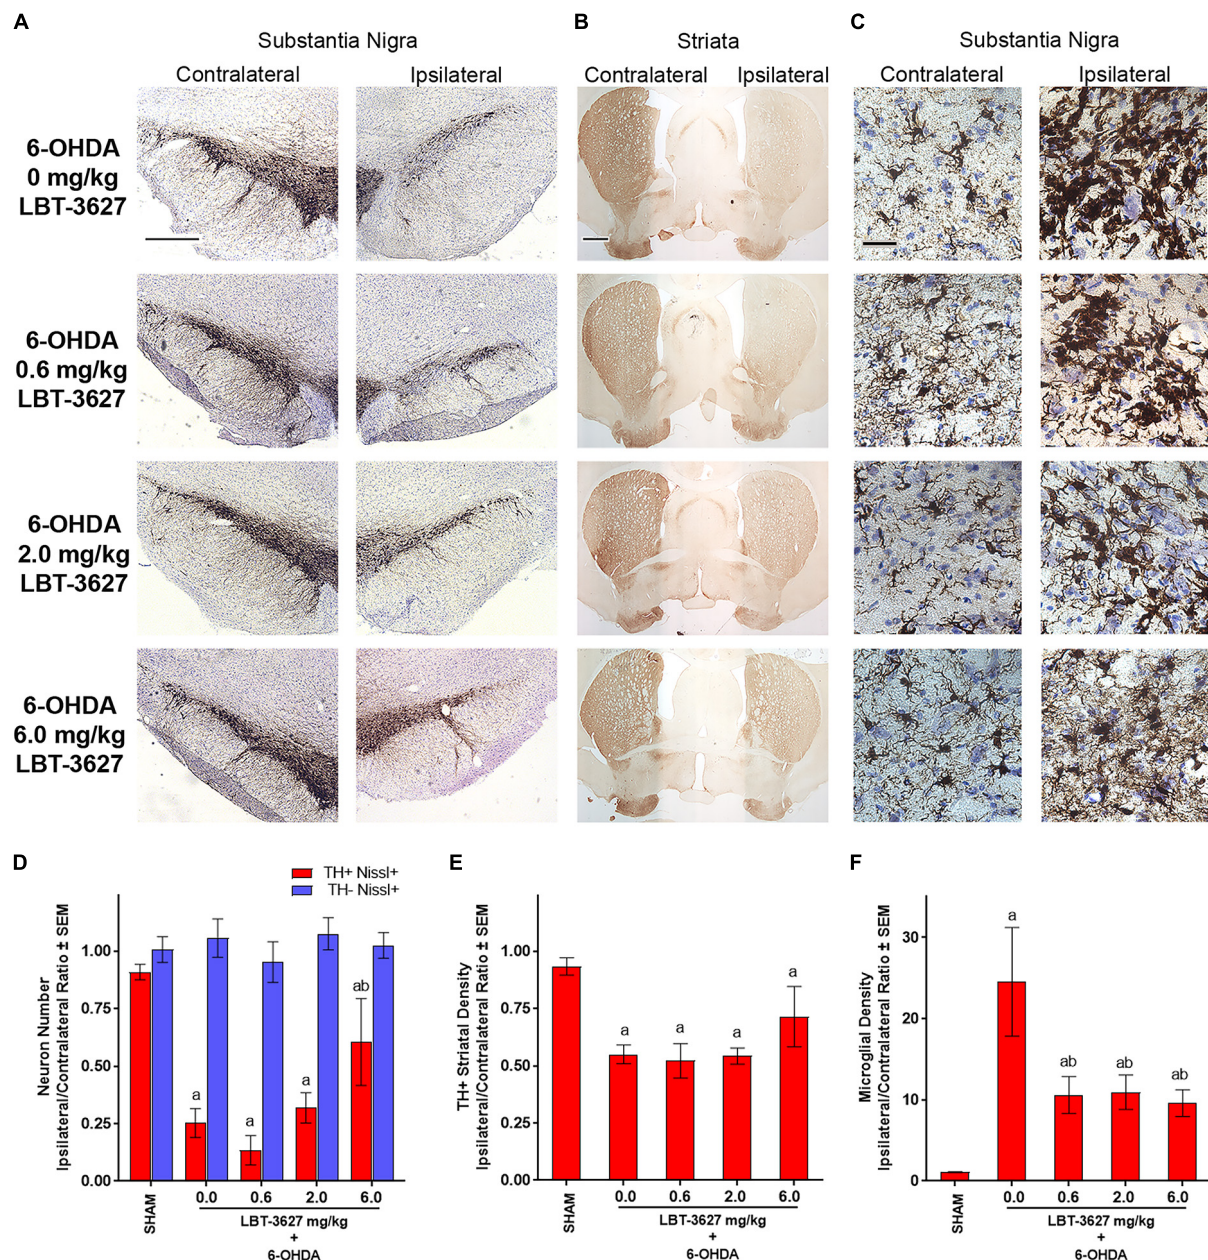 A
B
C
Substantia Nigra
Striata
Substantia Nigra
Contralateral
Ipsilateral
Contralateral
Ipsilateral
Contralateral
Ipsilateral
6-OHDA
0 mg/kg
LBT-3627
6-OHDA
0.6 mg/kg
LBT-3627
6-OHDA
2.0 mg/kg
LBT-3627
6-OHDA
6.0 mg/kg
LBT-3627
D
TH+ Nissl+
TH- Nissl+
Neuron Number
Ipsilateral/Contralateral Ratio ± SEM
1.00
0.75
0.50
0.25
0.00
a
a
a
ab
SHAM
0.0
0.6
2.0
6.0
LBT-3627 mg/kg
+
6-OHDA
E
TH+ Striatal Density
Ipsilateral/Contralateral Ratio ± SEM
1.00
0.75
0.50
0.25
0.00
a
a
a
a
SHAM
0.0
0.6
2.0
6.0
LBT-3627 mg/kg
+
6-OHDA
F
Microglial Density
Ipsilateral/Contralateral Ratio ± SEM
30
20
10
0
a
ab
ab
ab
SHAM
0.0
0.6
2.0
6.0
LBT-3627 mg/kg
+
6-OHDA